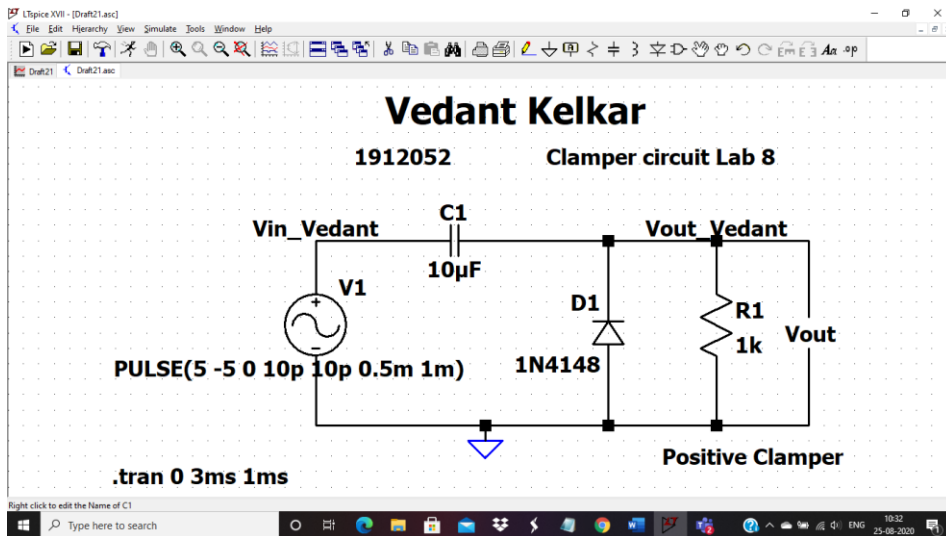 LTspice XVII - [Draft21.asc]
File Edit Hierarchy View Simulate Tools Window Help
Aa .op
Draft21 Draft21.asc
Vedant Kelkar
1912052 Clamper circuit Lab 8
C1
Vin_Vedant Vout_Vedant
10µF
V1
D1
R1
Vout
1k
1N4148
PULSE(5 -5 0 10p 10p 0.5m 1m)
Positive Clamper
.tran 0 3ms 1ms
Right click to edit the Name of C1
Type here to search
ENG
10:32
25-08-2020